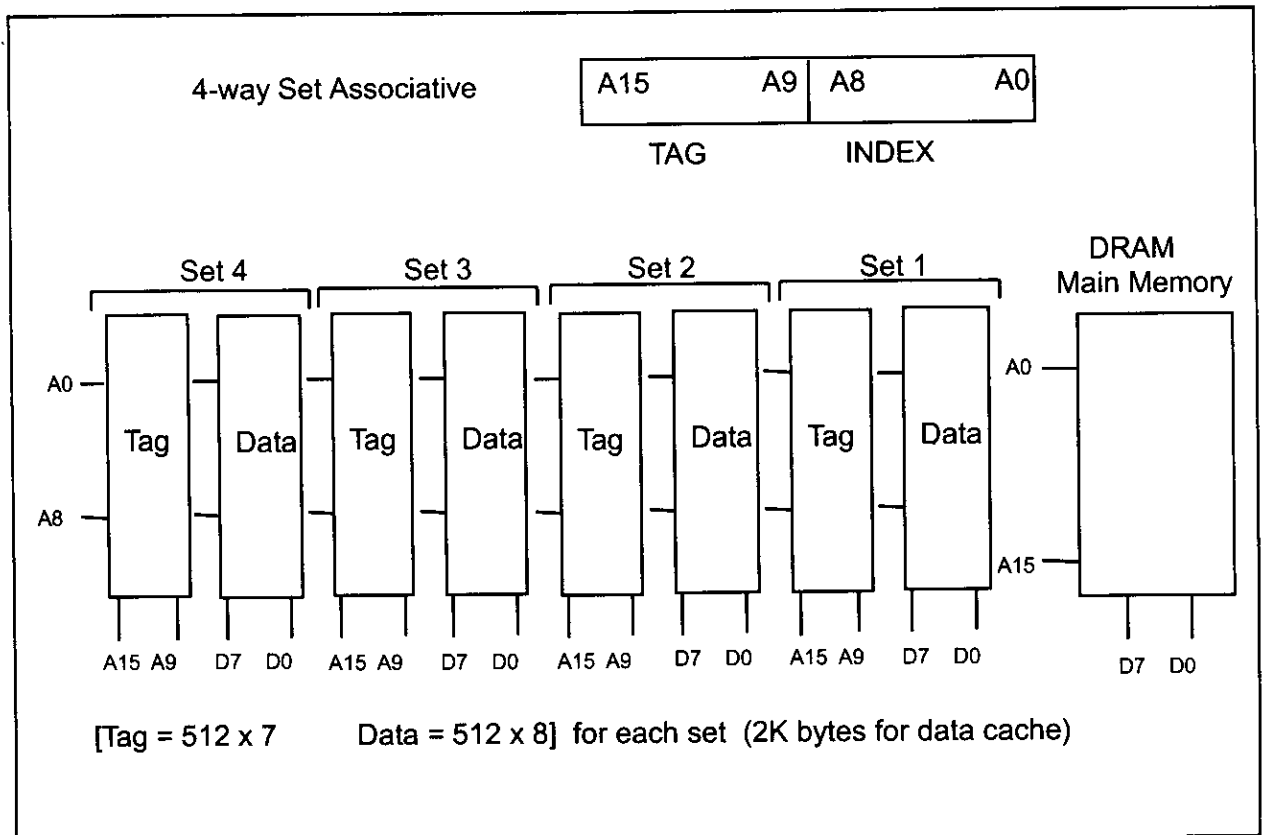 4-way Set Associative
A15 A9 A8 A0
TAG INDEX
DRAM
Main Memory
Set 4 Set 3 Set 2 Set 1
A0 A0
Tag Data Tag Data Tag Data Tag Data
A8
A15
A15 A9 D7 D0 A15 A9 D7 D0 A15 A9 D7 D0 A15 A9 D7 D0 D7 D0
[Tag = 512 x 7 Data = 512 x 8] for each set (2K bytes for data cache)